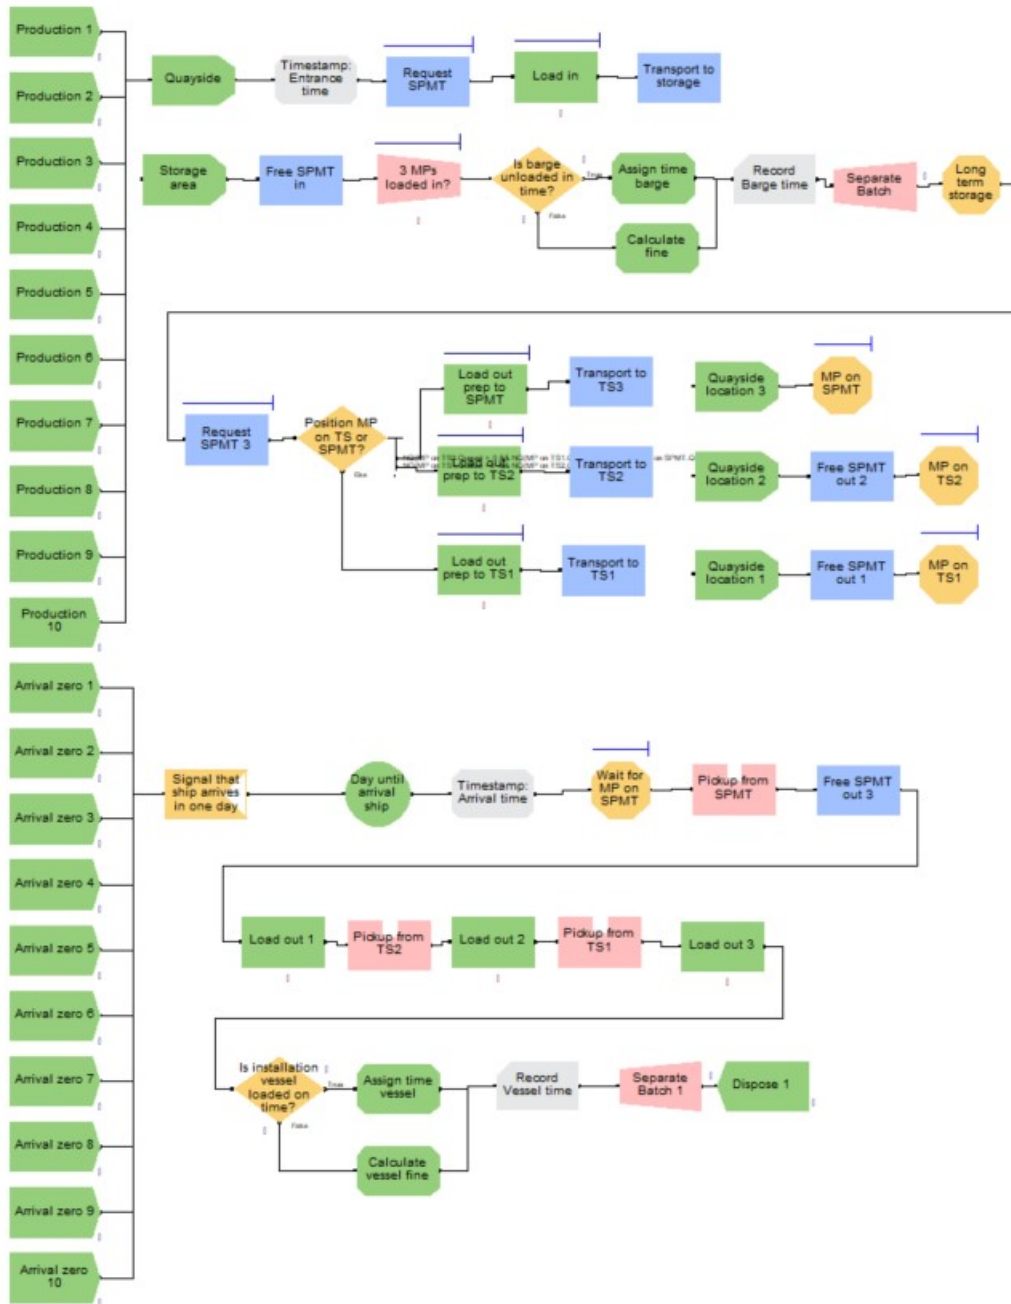 Production 1
Production 2
Production 3
Production 4
Production 5
Production 6
Production 7
Production 8
Production 9
Production
10
Quayside
Timestamp:
Entrance
time
Request
SPMT
Load in
Transport to
storage
Storage
area
Free SPMT
in
3 MPs
loaded in?
Is barge
unloaded in
time?
True
False
Assign time
barge
Calculate
fine
Record
Barge time
Separate
Batch
Long
term
storage
Request
SPMT 3
Position MP
on TS or
SPMT?
Else
Load out
prep to
SPMT
Transport to
TS3
Quayside
location 3
MP on
SPMT
Load out
prep to TS2
Transport to
TS2
Quayside
location 2
Free SPMT
out 2
MP on
TS2
Load out
prep to TS1
Transport to
TS1
Quayside
location 1
Free SPMT
out 1
MP on
TS1
Arrival zero 1
Arrival zero 2
Arrival zero 3
Arrival zero 4
Arrival zero 5
Arrival zero 6
Arrival zero 7
Arrival zero 8
Arrival zero 9
Arrival zero
10
Signal that
ship arrives
in one day
Day until
arrival
ship
Timestamp:
Arrival time
Wait for
MP on
SPMT
Pickup from
SPMT
Free SPMT
out 3
Load out 1
Pickup from
TS2
Load out 2
Pickup from
TS1
Load out 3
Is installation
vessel
loaded on
time?
True
False
Assign time
vessel
Calculate
vessel fine
Record
Vessel time
Separate
Batch 1
Dispose 1